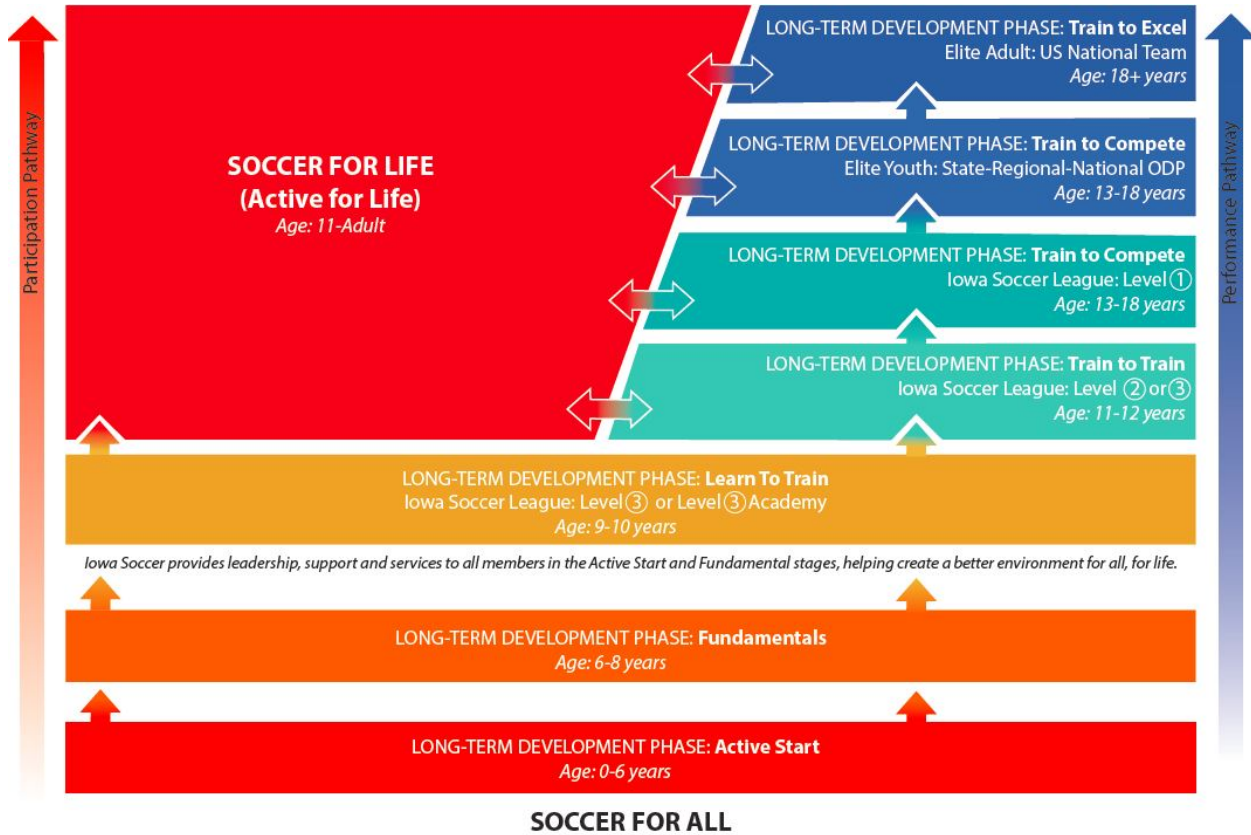 Participation Pathway
SOCCER FOR LIFE
(Active for Life)
Age: 11-Adult
LONG-TERM DEVELOPMENT PHASE: Train to Excel
Elite Adult: US National Team
Age: 18+ years
LONG-TERM DEVELOPMENT PHASE: Train to Compete
Elite Youth: State-Regional-National ODP
Age: 13-18 years
LONG-TERM DEVELOPMENT PHASE: Train to Compete
Iowa Soccer League: Level ①
Age: 13-18 years
LONG-TERM DEVELOPMENT PHASE: Train to Train
Iowa Soccer League: Level ② or ③
Age: 11-12 years
Performance Pathway
LONG-TERM DEVELOPMENT PHASE: Learn To Train
Iowa Soccer League: Level ③ or Level ③ Academy
Age: 9-10 years
Iowa Soccer provides leadership, support and services to all members in the Active Start and Fundamental stages, helping create a better environment for all, for life.
LONG-TERM DEVELOPMENT PHASE: Fundamentals
Age: 6-8 years
LONG-TERM DEVELOPMENT PHASE: Active Start
Age: 0-6 years
SOCCER FOR ALL